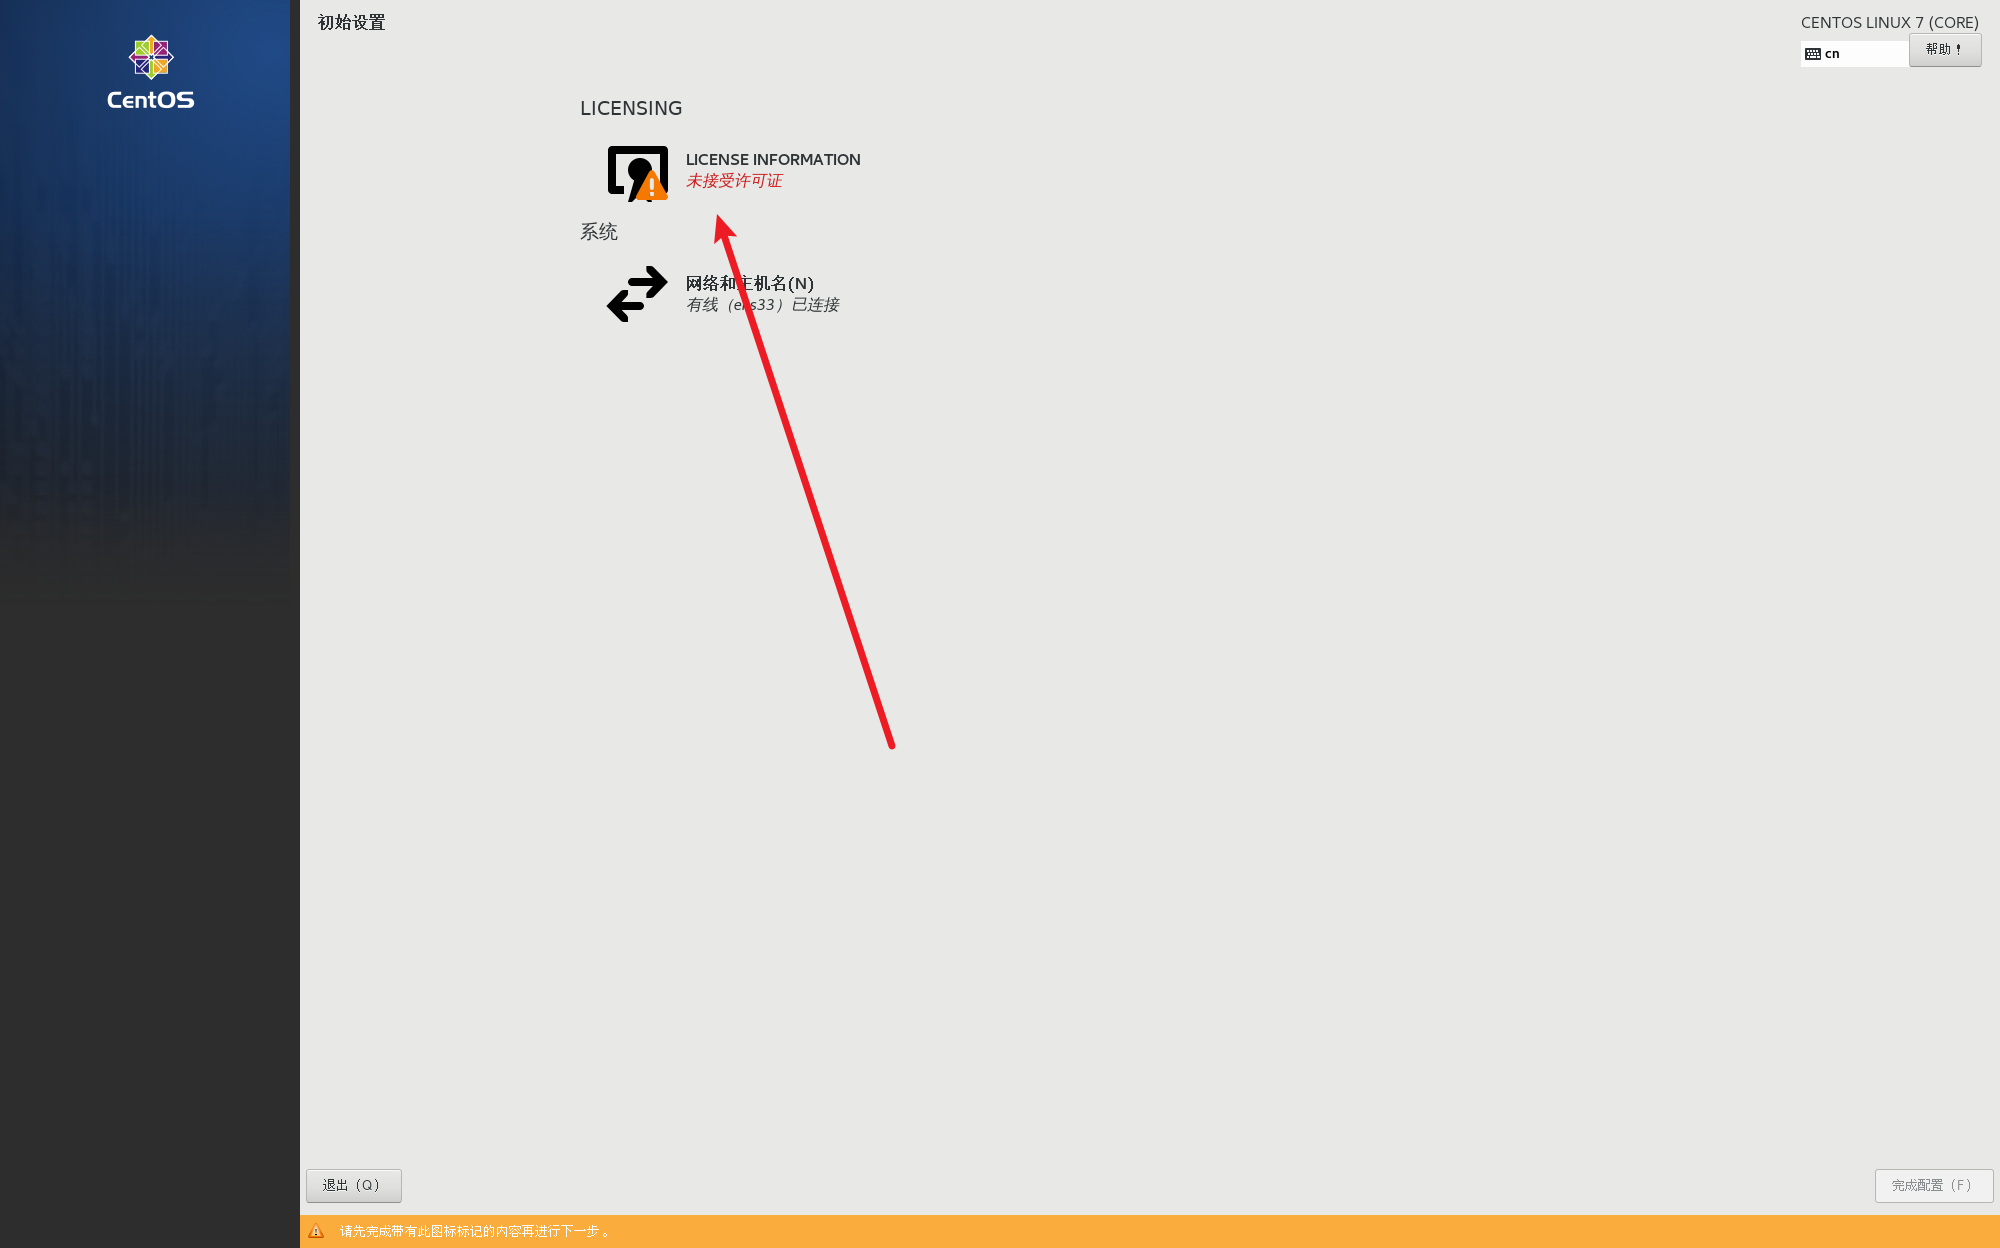 CentOS
初始设置
CENTOS LINUX 7 (CORE)
cn
帮助！
LICENSING
LICENSE INFORMATION
未接受许可证
系统
网络和主机名(N)
有线（ens33）已连接
退出（Q）
完成配置（F）
请先完成带有此图标标记的内容再进行下一步。